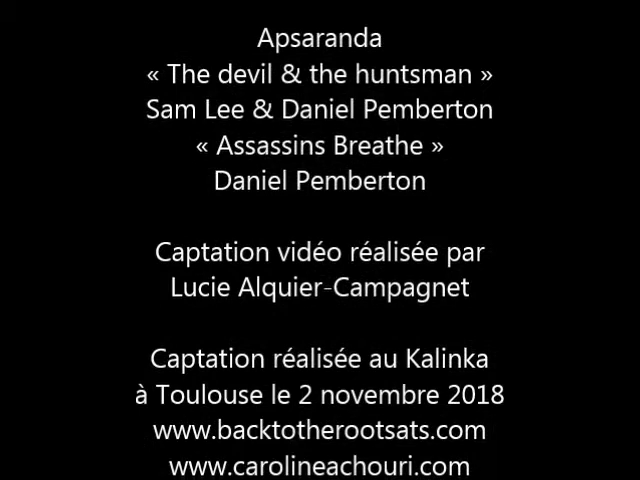 Apsaranda
« The devil & the huntsman »
Sam Lee & Daniel Pemberton
« Assassins Breathe »
Daniel Pemberton
Captation vidéo réalisée par
Lucie Alquier-Campagnet
Captation réalisée au Kalinka
à Toulouse le 2 novembre 2018
www.backtotherootsats.com
www.carolineachouri.com